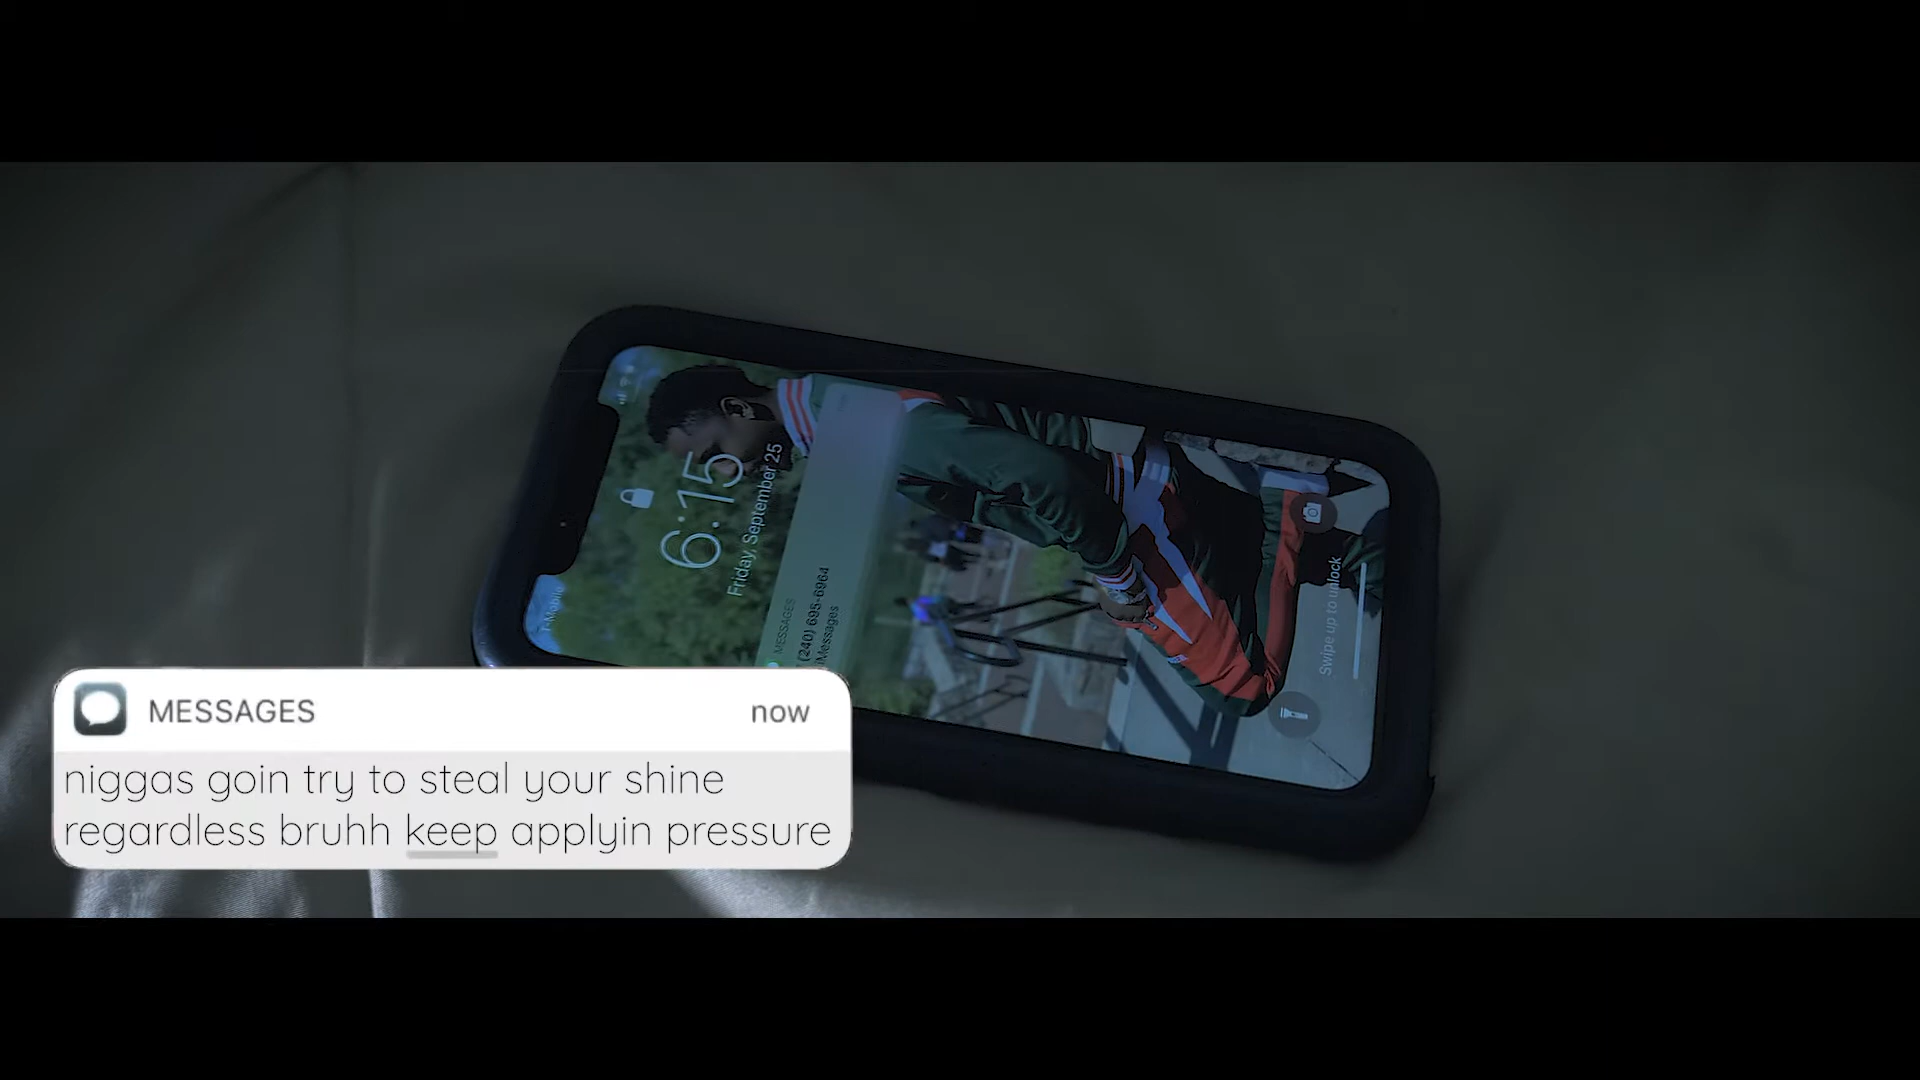 T-Mobile
6:15
Friday, September 25
MESSAGES
(240) 695-6964
iMessages
Swipe up to unlock
MESSAGES now
niggas goin try to steal your shine
regardless bruhh keep applyin pressure